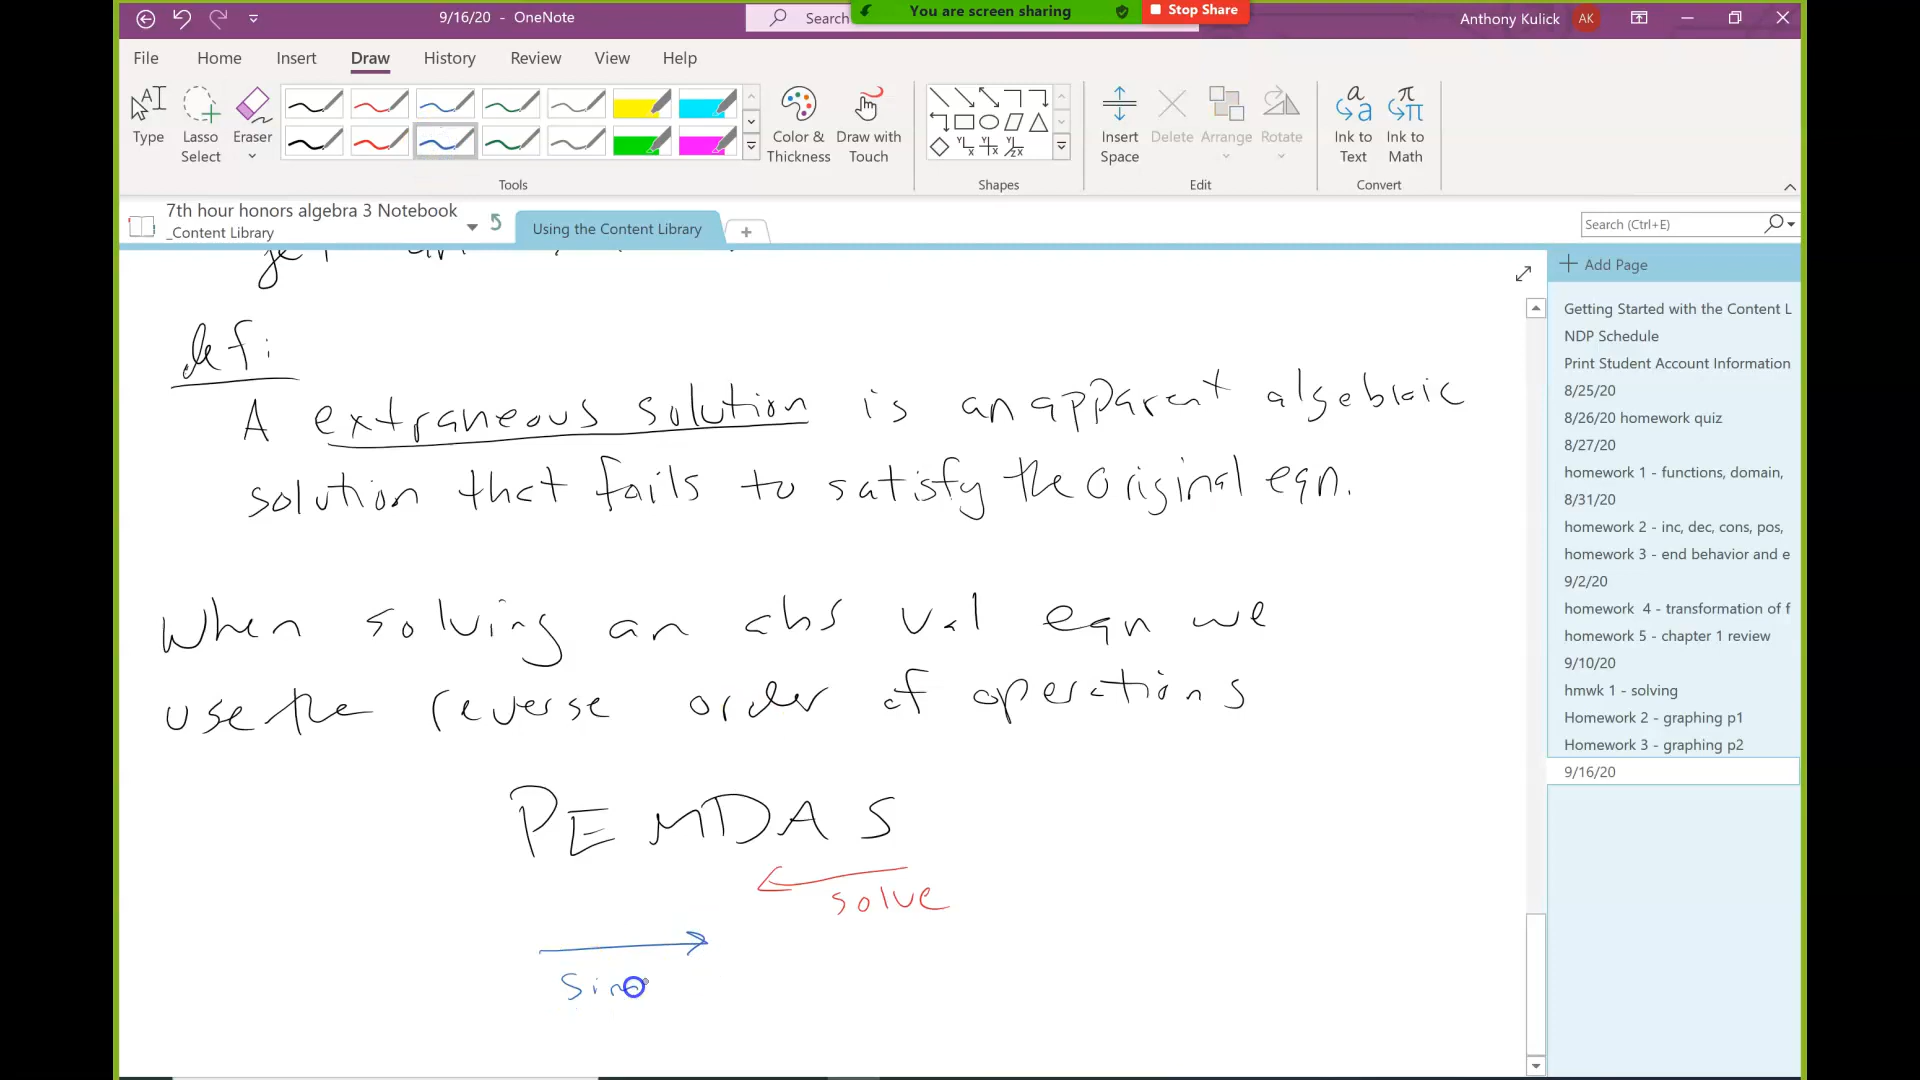 9/16/20 - OneNote
Search
You are screen sharing
Stop Share
Anthony Kulick
AK
File Home Insert Draw History Review View Help
Type
Lasso Select
Eraser
Color & Thickness
Draw with Touch
Insert Space
Delete
Arrange
Rotate
Ink to Text
Ink to Math
Tools
Shapes
Edit
Convert
7th hour honors algebra 3 Notebook
_Content Library
Using the Content Library
Search (Ctrl+E)
Add Page
Getting Started with the Content L
NDP Schedule
Print Student Account Information
8/25/20
8/26/20 homework quiz
8/27/20
homework 1 - functions, domain,
8/31/20
homework 2 - inc, dec, cons, pos,
homework 3 - end behavior and e
9/2/20
homework 4 - transformation of f
homework 5 - chapter 1 review
9/10/20
hmwk 1 - solving
Homework 2 - graphing p1
Homework 3 - graphing p2
9/16/20
def:
A extraneous solution is an apparent algebraic
solution that fails to satisfy the original eqn.
When solving an abs val eqn we
use the reverse order of operations
PEMDAS
solve
Sim